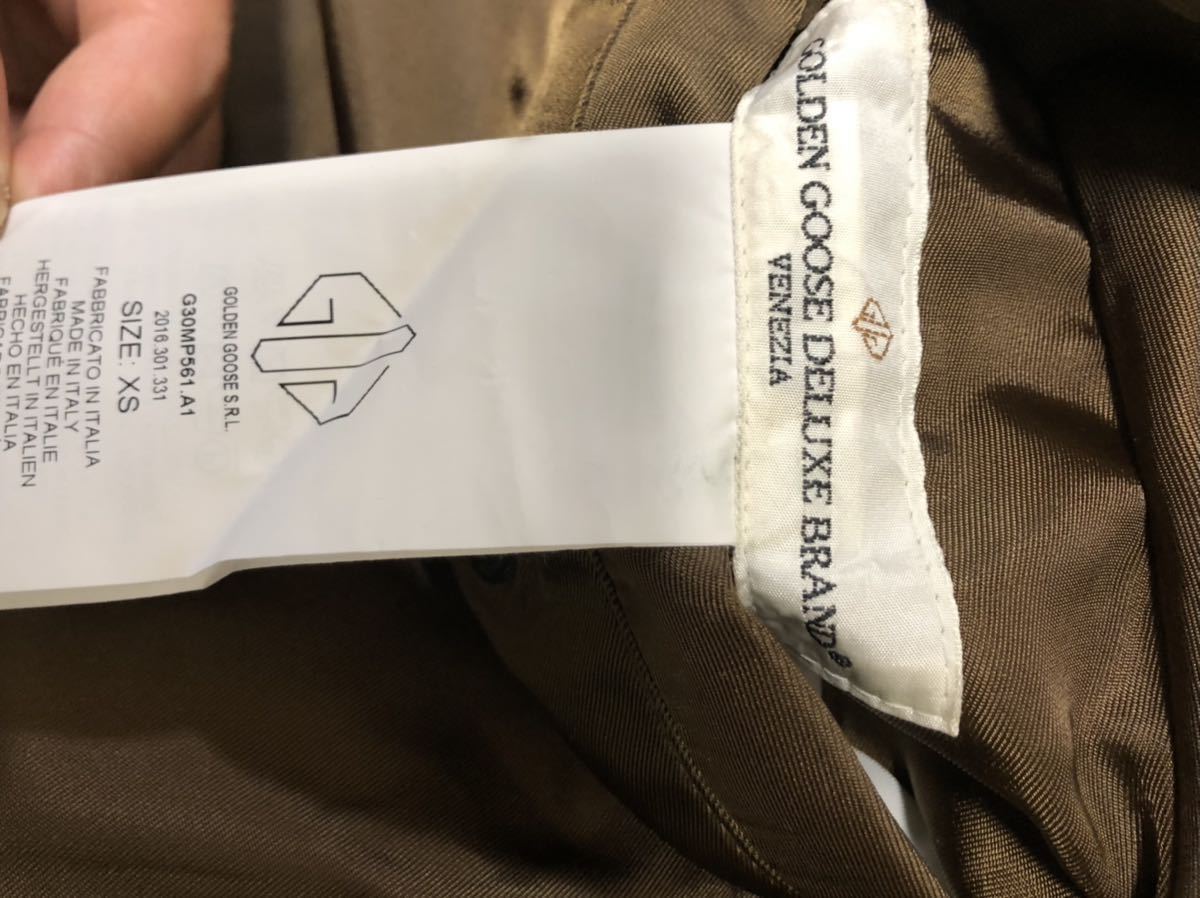 GOLDEN GOOSE DELUXE BRAND®
VENEZIA
GOLDEN GOOSE S.R.L.
G30MP561.A1
2016.301.331
SIZE: XS
FABBRICATO IN ITALIA
MADE IN ITALY
FABRIQUÉ EN ITALIE
HERGESTELLT IN ITALIEN
HECHO EN ITALIA